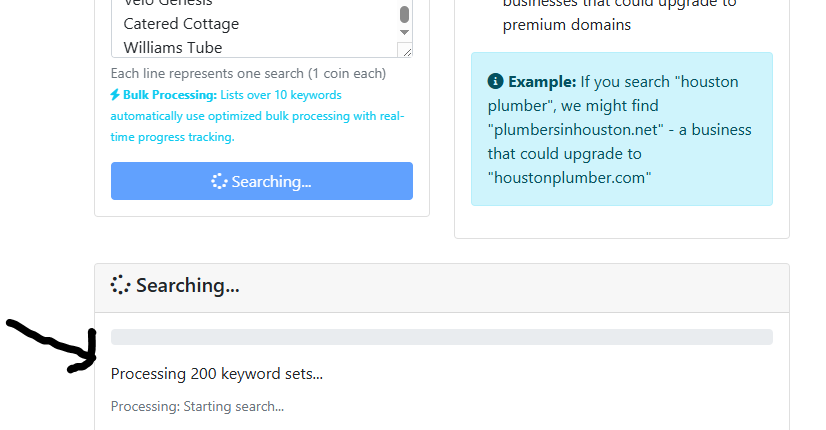 Velo Genesis
Catered Cottage
Williams Tube
Each line represents one search (1 coin each)
Bulk Processing: Lists over 10 keywords
automatically use optimized bulk processing with real-
time progress tracking.
Searching...
businesses that could upgrade to
premium domains
Example: If you search "houston
plumber", we might find
"plumbersinhouston.net" - a business
that could upgrade to
"houstonplumber.com"
Searching...
Processing 200 keyword sets...
Processing: Starting search...